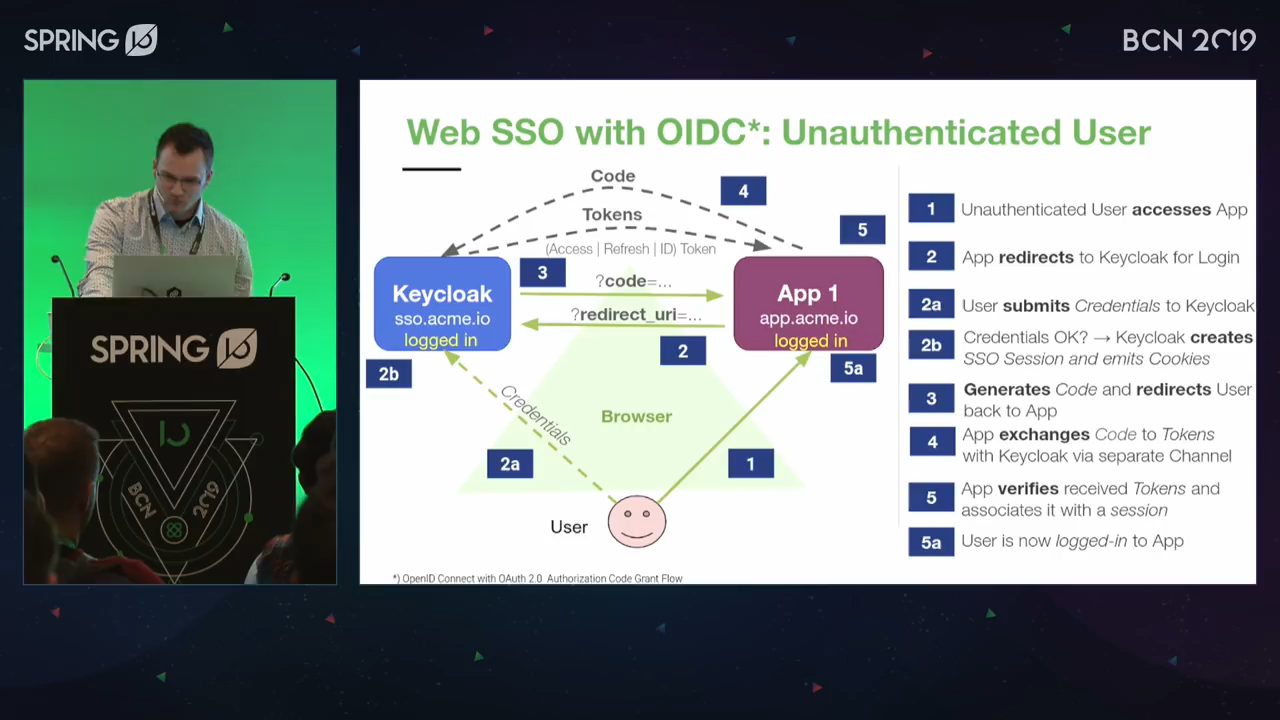 SPRING IO
BCN 2019
Web SSO with OIDC*: Unauthenticated User
Code
4
Tokens
5
(Access | Refresh | ID) Token
3
?code=...
Keycloak
sso.acme.io
logged in
App 1
app.acme.io
logged in
?redirect_uri=...
2
2b
5a
Credentials
Browser
2a
1
User
*) OpenID Connect with OAuth 2.0 Authorization Code Grant Flow
1 Unauthenticated User accesses App
2 App redirects to Keycloak for Login
2a User submits Credentials to Keycloak
2b Credentials OK? → Keycloak creates
SSO Session and emits Cookies
3 Generates Code and redirects User
back to App
4 App exchanges Code to Tokens
with Keycloak via separate Channel
5 App verifies received Tokens and
associates it with a session
5a User is now logged-in to App
SPRING IO
IO
BCN 2019